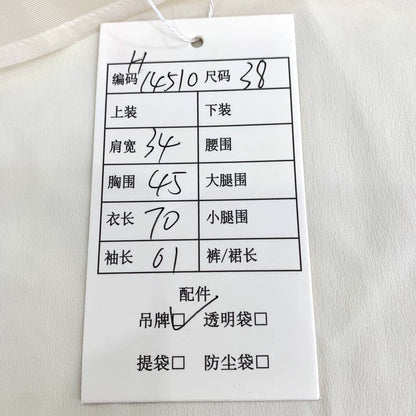 编码 H14510 尺码 38
上装 下装
肩宽 34 腰围
胸围 45 大腿围
衣长 70 小腿围
袖长 61 裤/裙长
配件
吊牌☑ 透明袋□
提袋□ 防尘袋□